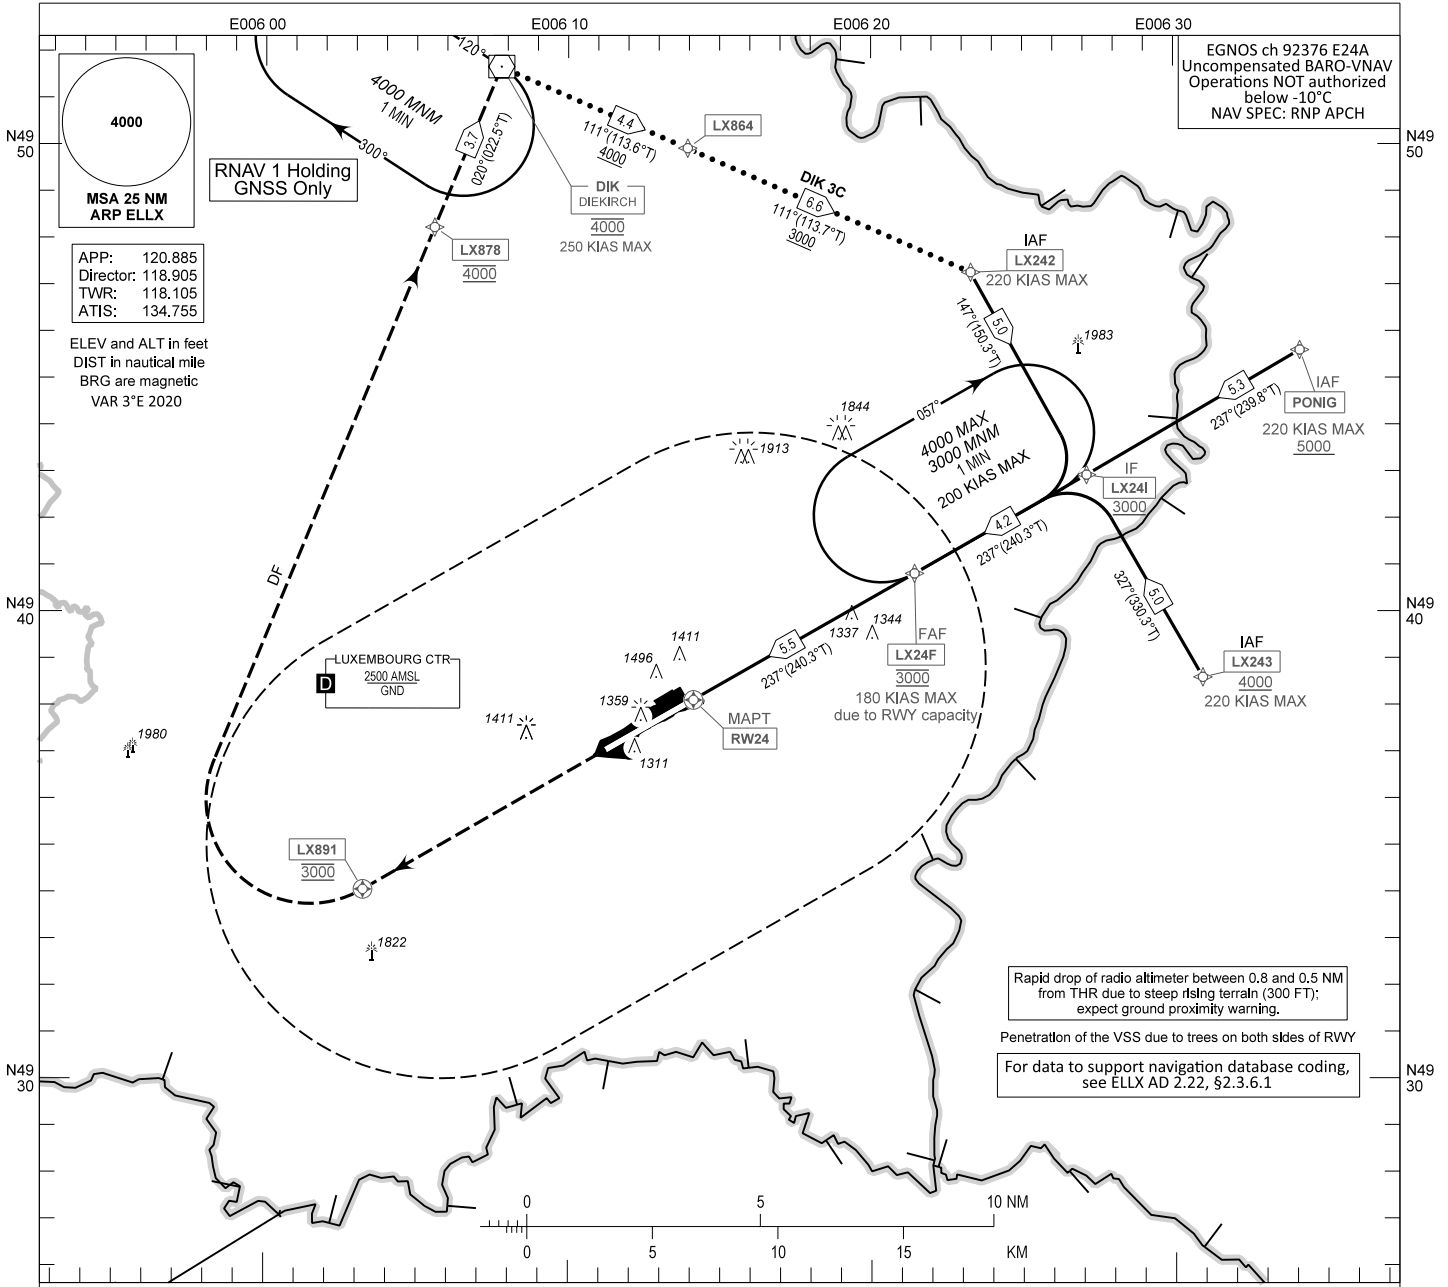 E006 00
E006 10
E006 20
E006 30
4000
MSA 25 NM
ARP ELLX
EGNOS ch 92376 E24A
Uncompensated BARO-VNAV
Operations NOT authorized
below -10°C
NAV SPEC: RNP APCH
N49
50
N49
50
120°
4000 MNM
1 MIN
300°
3.7
020°(022.5°T)
RNAV 1 Holding
GNSS Only
4.4
111°(113.6°T)
4000
LX864
DIK
DIEKIRCH
4000
250 KIAS MAX
DIK 3C
6.6
111°(113.7°T)
3000
LX878
4000
APP: 120.885
Director: 118.905
TWR: 118.105
ATIS: 134.755
ELEV and ALT in feet
DIST in nautical mile
BRG are magnetic
VAR 3°E 2020
IAF
LX242
220 KIAS MAX
5.0
147°(150.3°T)
1983
5.3
237°(239.8°T)
IAF
PONIG
220 KIAS MAX
5000
1844
057°
4000 MAX
3000 MNM
1 MIN
200 KIAS MAX
1913
IF
LX24I
3000
4.2
237°(240.3°T)
DF
N49
40
N49
40
5.0
327°(330.3°T)
IAF
LX243
4000
220 KIAS MAX
1337
1344
FAF
LX24F
3000
180 KIAS MAX
due to RWY capacity
5.5
237°(240.3°T)
1411
1496
1359
1311
1411
MAPT
RW24
LUXEMBOURG CTR
2500 AMSL
GND
D
1980
LX891
3000
1822
Rapid drop of radio altimeter between 0.8 and 0.5 NM
from THR due to steep rising terrain (300 FT);
expect ground proximity warning.
Penetration of the VSS due to trees on both sides of RWY
For data to support navigation database coding,
see ELLX AD 2.22, §2.3.6.1
N49
30
N49
30
0 5 10 NM
0 5 10 15 KM